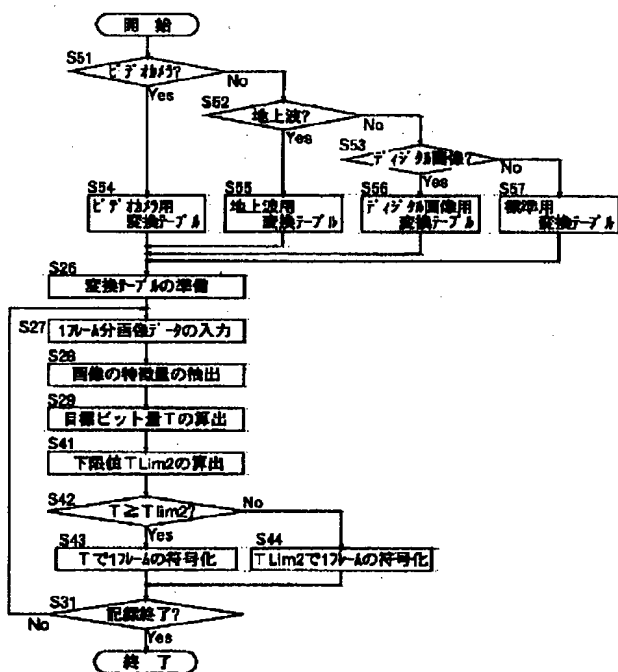 開 始
S51
ビデオカメラ?
No
Yes
S52
地上波?
No
Yes
S53
ディジタル画像?
No
Yes
S54
ビデオカメラ用
変換テーブル
S55
地上波用
変換テーブル
S56
ディジタル画像用
変換テーブル
S57
標準用
変換テーブル
変換テーブルの準備
S27
1フレーム分画像データの入力
S28
画像の特徴量の抽出
S29
目標ビット量Tの算出
S41
下限値TLim2の算出
S42
T≧Tlim2?
No
Yes
S43
Tで1フレームの符号化
S44
TLim2で1フレームの符号化
S31
記録終了?
No
Yes
終 了